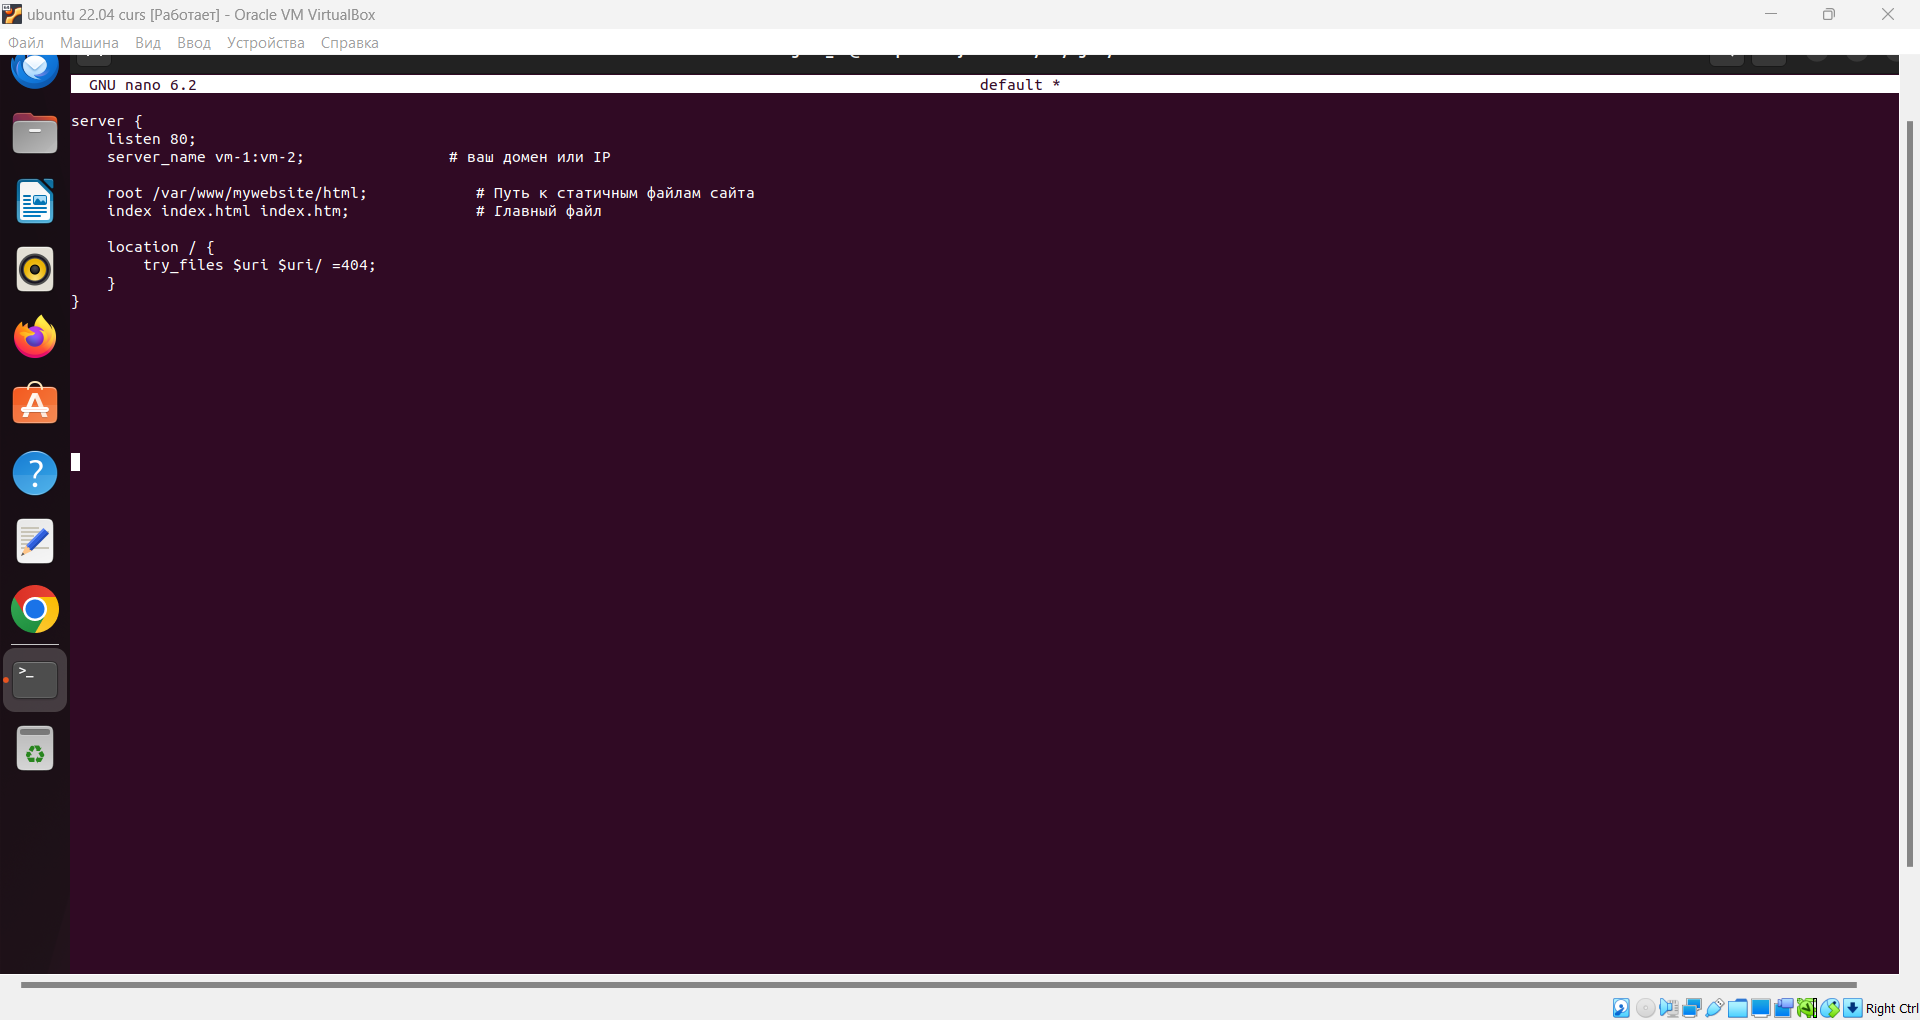 ubuntu 22.04 curs [Работает] - Oracle VM VirtualBox
Файл Машина Вид Ввод Устройства Справка
GNU nano 6.2 default *
server {
listen 80;
server_name vm-1:vm-2; # ваш домен или IP
root /var/www/mywebsite/html; # Путь к статичным файлам сайта
index index.html index.htm; # Главный файл
location / {
try_files $uri $uri/ =404;
}
}
Right Ctrl